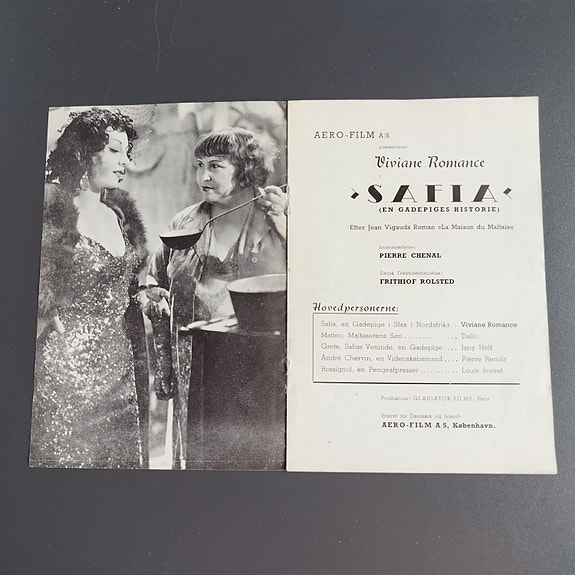 AERO-FILM A/S
præsenterer
Viviane Romance
SAFIA
(EN GADEPIGES HISTORIE)
Efter Jean Vigauds Roman »La Maison du Maltais«
Iscenesættelse:
PIERRE CHENAL
Dansk Tekstbearbejdelse:
FRITHIOF ROLSTED
Hovedpersonerne:
Safia, en Gadepige i Sfax i Nordafrika .. Viviane Romance
Matteo, Malteserens Søn .............. Dalio
Grete, Safias Veninde, en Gadepige .... Jany Holt
André Chervin, en Videnskabsmand .... Pierre Renoir
Rossignol, en Pengeafpresser .......... Louis Jouvet
Produktion: GLADIATOR FILMS, Paris
Eneret for Danmark og Island:
AERO-FILM A/S, København.